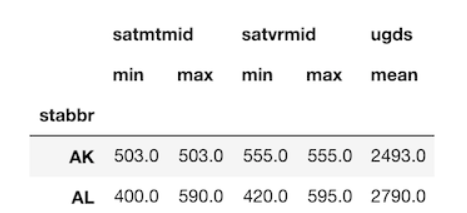 satmtmid satvrmid ugds
min max min max mean
stabbr
AK 503.0 503.0 555.0 555.0 2493.0
AL 400.0 590.0 420.0 595.0 2790.0